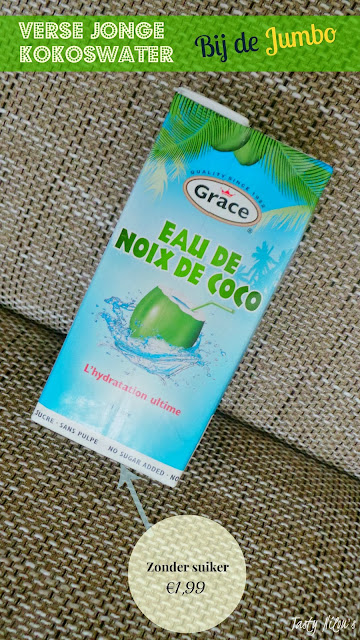 VERSE JONGE
KOKOSWATER
Bij de Jumbo
QUALITY SINCE 1922
Grace
EAU DE
NOIX DE COCO
L'hydratation ultime
SUCRE - SANS PULPE - NO SUGAR ADDED - NO
Zonder suiker
€1,99
Tasty